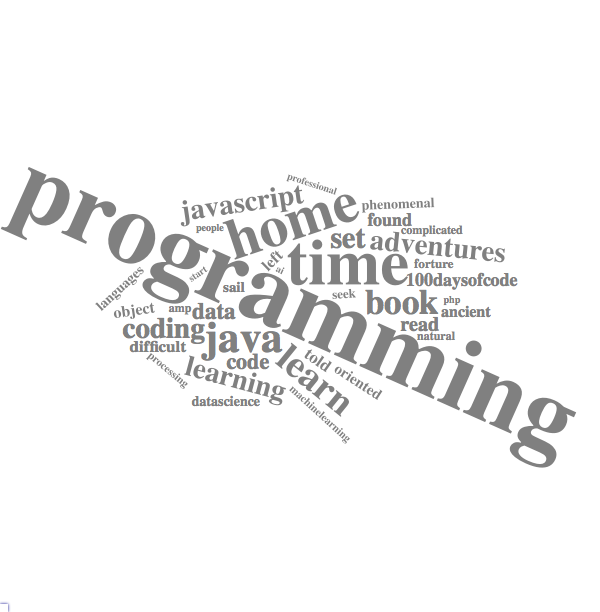 professional
javascript
home
phenomenal
people
found
programming
complicated
set
adventures
left
time
forture
ai
start
languages
sail
100daysofcode
seek
book
php
object
amp
data
ancient
coding
java
read
natural
difficult
code
told
oriented
processing
learning
learn
machinelearning
datascience